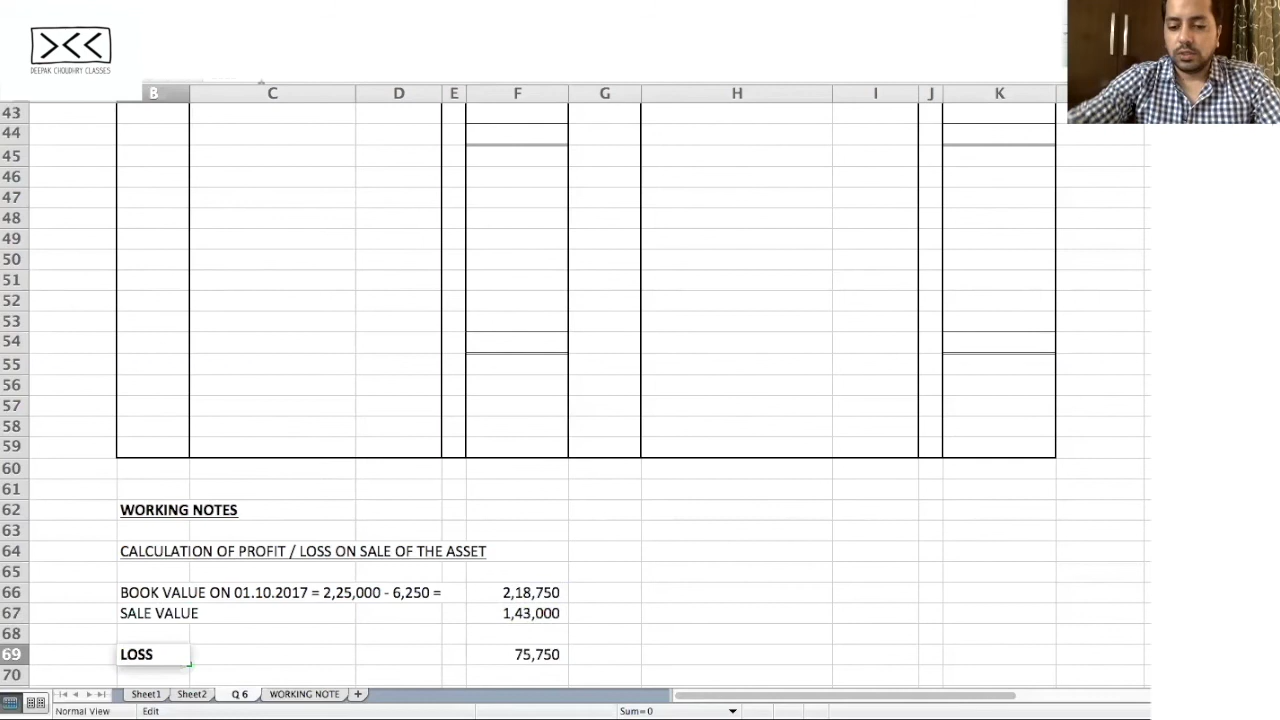 DEEPAK CHOUDHRY CLASSES
B C D E F G H I J K
43
44
45
46
47
48
49
50
51
52
53
54
55
56
57
58
59
60
61
62 WORKING NOTES
63
64 CALCULATION OF PROFIT / LOSS ON SALE OF THE ASSET
65
66 BOOK VALUE ON 01.10.2017 = 2,25,000 - 6,250 = 2,18,750
67 SALE VALUE 1,43,000
68
69 LOSS 75,750
70
Sheet1 Sheet2 Q 6 WORKING NOTE +
Normal View Edit Sum=0